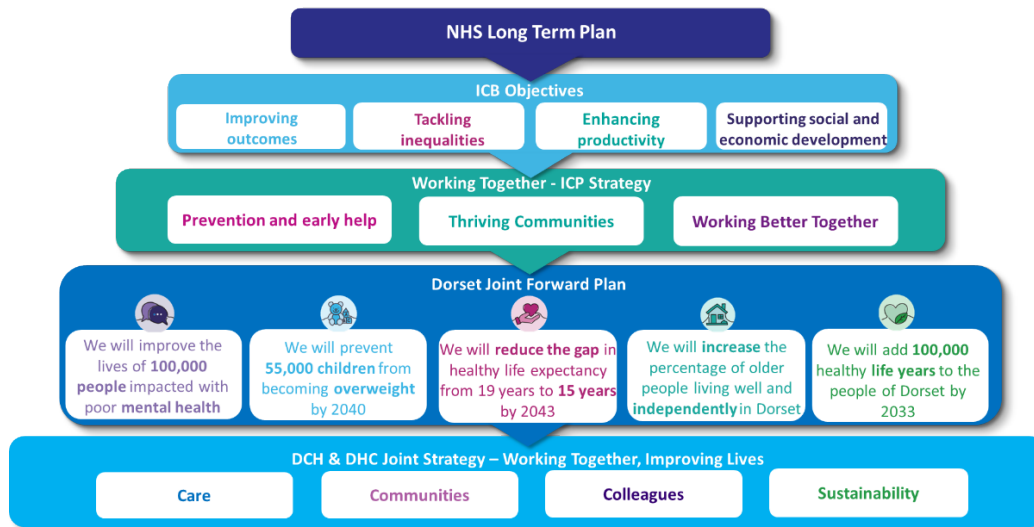 NHS Long Term Plan
ICB Objectives
Improving
outcomes
Tackling
inequalities
Enhancing
productivity
Supporting social and
economic development
Working Together - ICP Strategy
Prevention and early help
Thriving Communities
Working Better Together
Dorset Joint Forward Plan
We will improve the
lives of 100,000
people impacted with
poor mental health
We will prevent
55,000 children from
becoming overweight
by 2040
We will reduce the gap in
healthy life expectancy
from 19 years to 15 years
by 2043
We will increase the
percentage of older
people living well and
independently in Dorset
We will add 100,000
healthy life years to the
people of Dorset by
2033
DCH & DHC Joint Strategy – Working Together, Improving Lives
Care
Communities
Colleagues
Sustainability